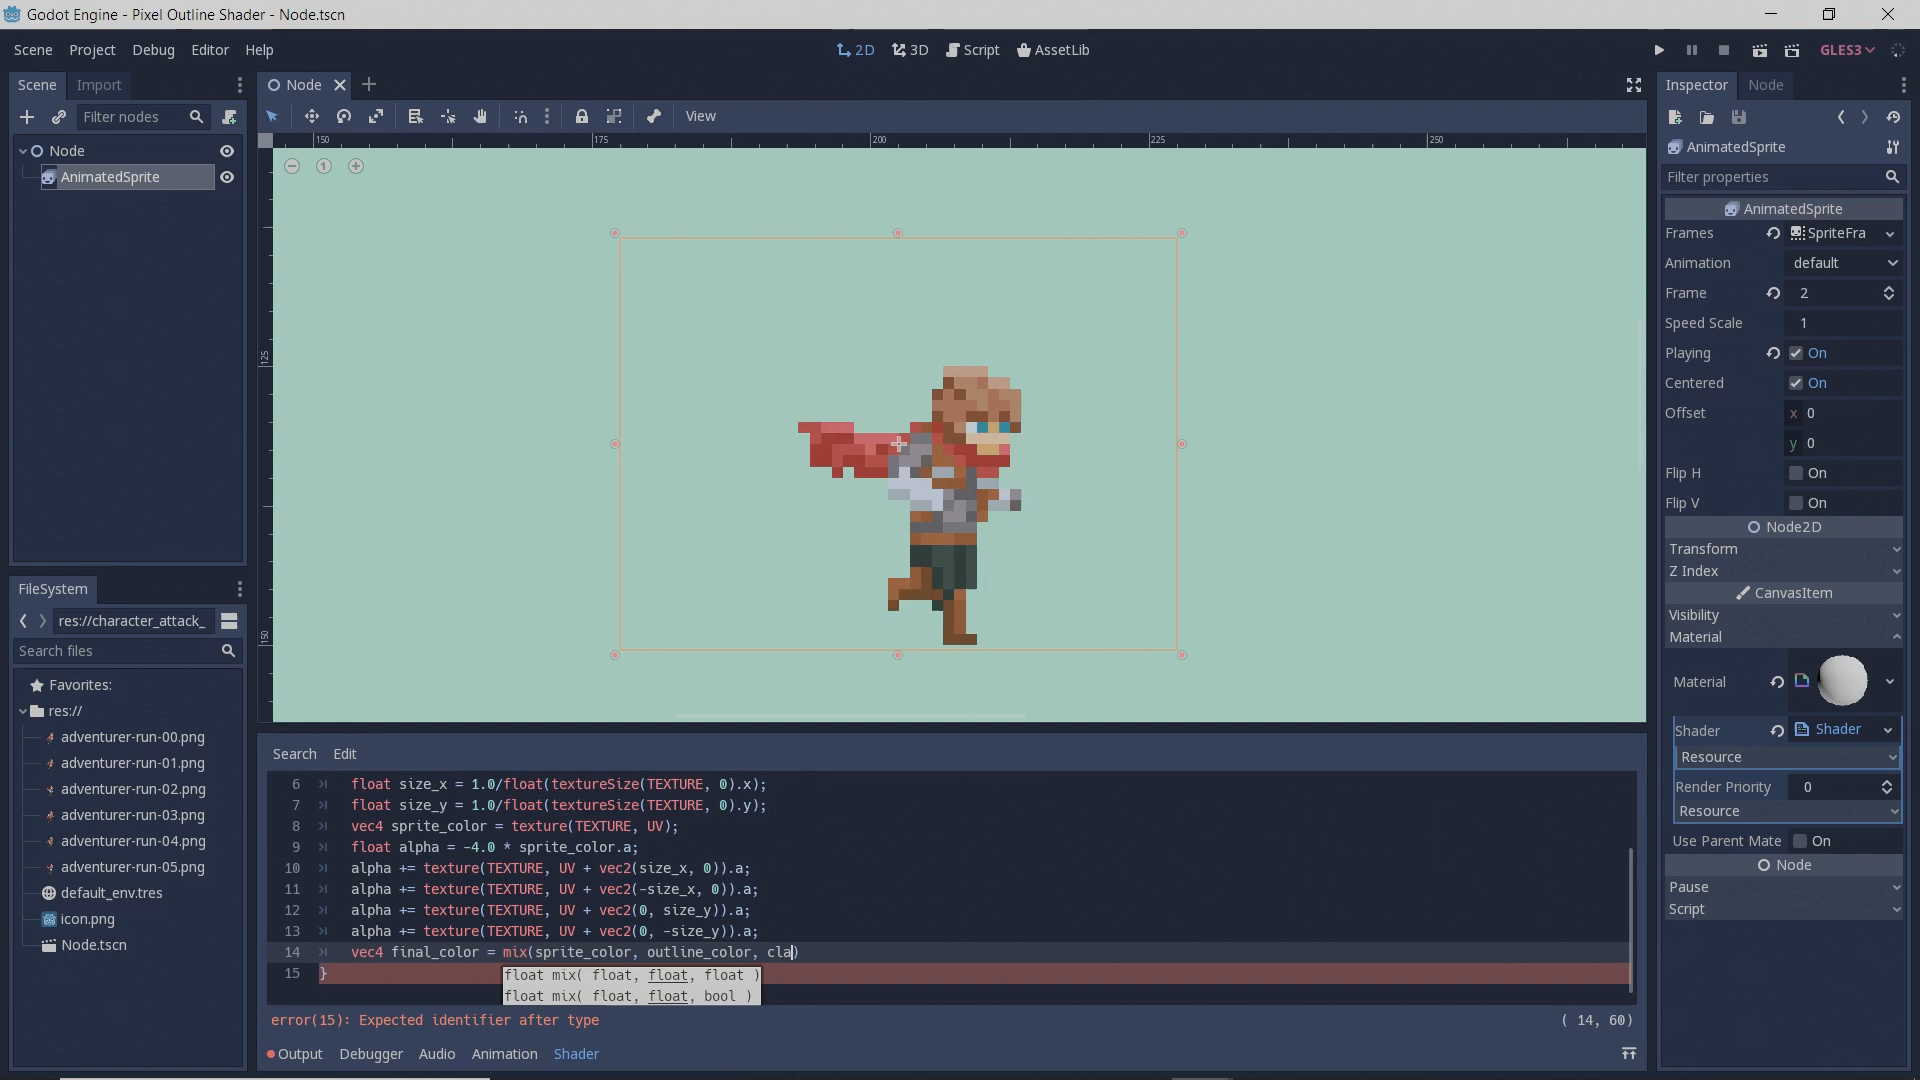 Godot Engine - Pixel Outline Shader - Node.tscn
Scene Project Debug Editor Help
2D 3D Script AssetLib
GLES3
Scene Import
Filter nodes
Node
AnimatedSprite
Node
View
150 175 200 225 250
125
150
FileSystem
res://character_attack_
Search files
Favorites:
res://
adventurer-run-00.png
adventurer-run-01.png
adventurer-run-02.png
adventurer-run-03.png
adventurer-run-04.png
adventurer-run-05.png
default_env.tres
icon.png
Node.tscn
Search Edit
6 float size_x = 1.0/float(textureSize(TEXTURE, 0).x);
7 float size_y = 1.0/float(textureSize(TEXTURE, 0).y);
8 vec4 sprite_color = texture(TEXTURE, UV);
9 float alpha = -4.0 * sprite_color.a;
10 alpha += texture(TEXTURE, UV + vec2(size_x, 0)).a;
11 alpha += texture(TEXTURE, UV + vec2(-size_x, 0)).a;
12 alpha += texture(TEXTURE, UV + vec2(0, size_y)).a;
13 alpha += texture(TEXTURE, UV + vec2(0, -size_y)).a;
14 vec4 final_color = mix(sprite_color, outline_color, cla)
15 }
float mix( float, float, float )
float mix( float, float, bool )
error(15): Expected identifier after type
( 14, 60)
Output Debugger Audio Animation Shader
Inspector Node
AnimatedSprite
Filter properties
AnimatedSprite
Frames SpriteFra
Animation default
Frame 2
Speed Scale 1
Playing On
Centered On
Offset x 0
y 0
Flip H On
Flip V On
Node2D
Transform
Z Index
CanvasItem
Visibility
Material
Material
Shader Shader
Resource
Render Priority 0
Resource
Use Parent Mate On
Node
Pause
Script